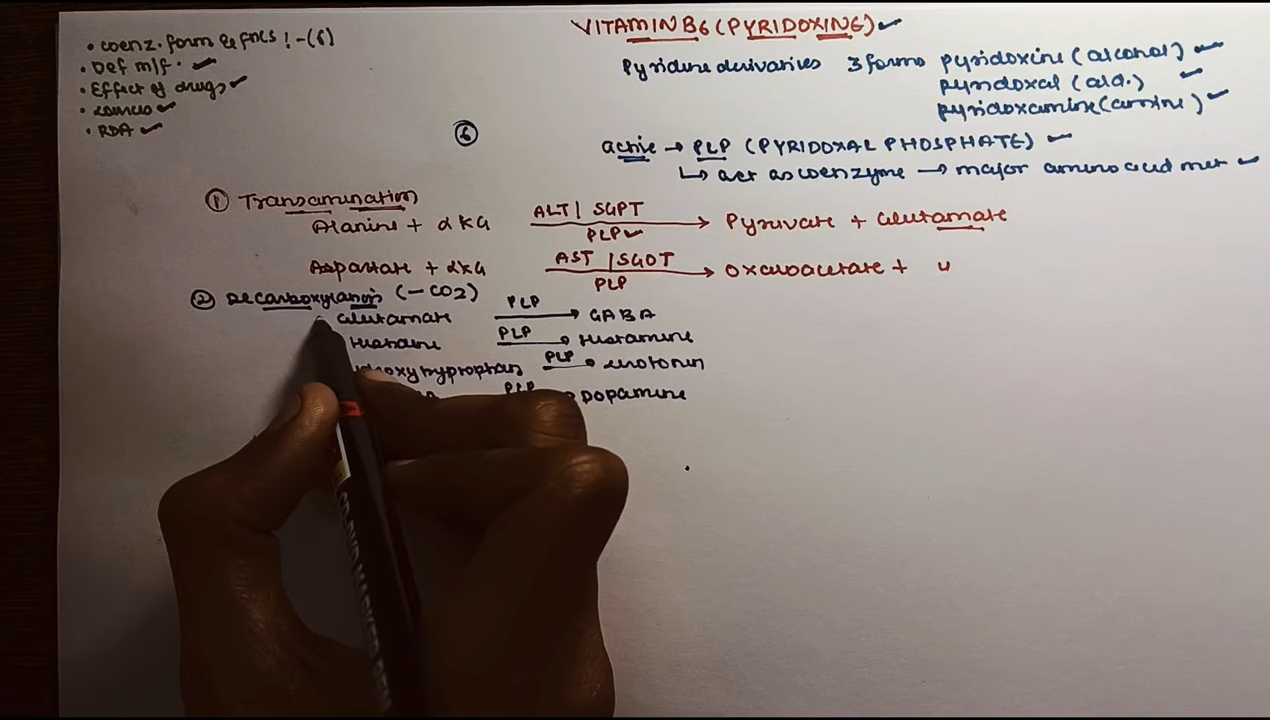 VITAMIN B6 (PYRIDOXINE)
• coenz. form & fncs :- (6)
• Def m/f.
• Effect of drugs
• sources
• RDA
Pyridine derivatives 3 forms pyridoxine (alcohol)
pyridoxal (ald.)
pyridoxamine (amine)
6
active → PLP (PYRIDOXAL PHOSPHATE)
↳ act as coenzyme → major amino acid met
① Transamination
Alanine + αKG ALT | SGPT PLP → Pyruvate + Glutamate
Aspartate + αKG AST | SGOT PLP → Oxaloacetate + "
② Decarboxylation (-CO2)
Glutamate PLP → GABA
Histidine PLP → Histamine
hydroxytryptophan PLP → serotonin
PLP → Dopamine